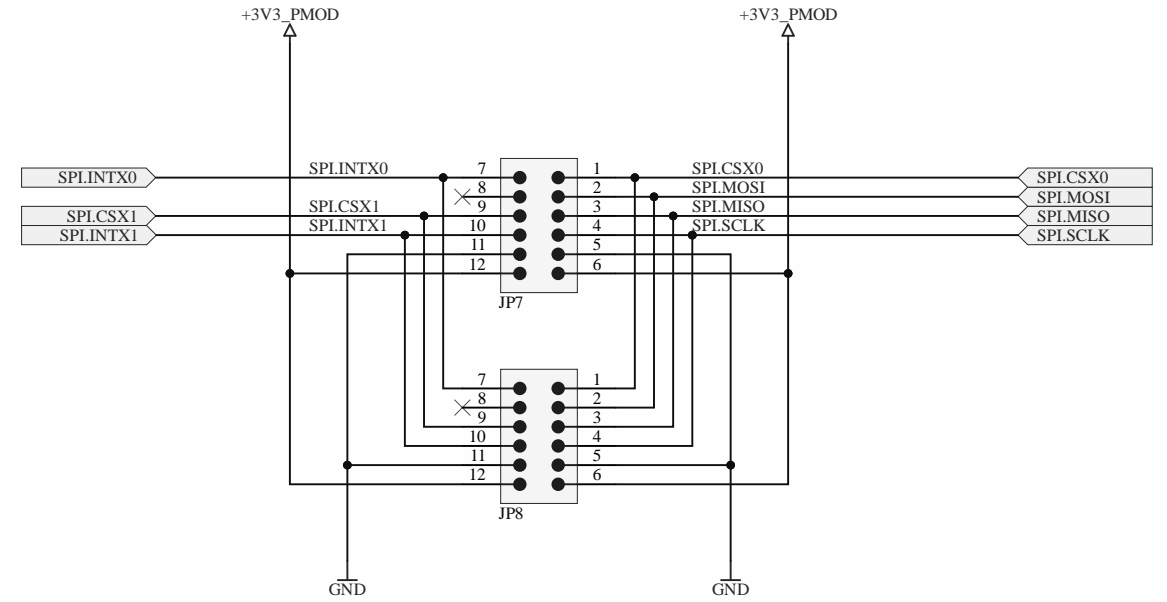 +3V3_PMOD +3V3_PMOD
SPI.INTX0 SPI.INTX0 7 1 SPI.CSX0 SPI.CSX0
8 2 SPI.MOSI SPI.MOSI
SPI.CSX1 SPI.CSX1 9 3 SPI.MISO SPI.MISO
SPI.INTX1 SPI.INTX1 10 4 SPI.SCLK SPI.SCLK
11 5
12 6
JP7
7 1
8 2
9 3
10 4
11 5
12 6
JP8
GND GND